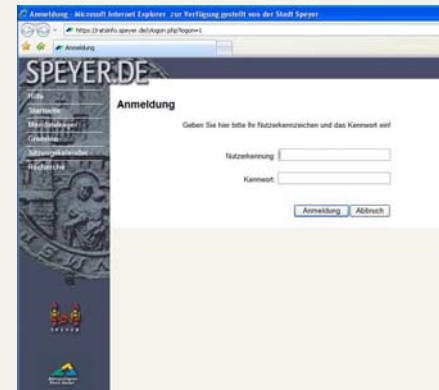 Anmeldung - Microsoft Internet Explorer zur Verfügung gestellt von der Stadt Speyer
https://ratsinfo.speyer.de/logon.php?logon=1
Anmeldung
SPEYER.DE
Hilfe
Startseite
Mandatsträger
Gremien
Sitzungskalender
Recherche
Anmeldung
Geben Sie hier bitte Ihr Nutzerkennzeichen und das Kennwort ein!
Nutzerkennung:
Kennwort:
Anmeldung Abbruch
SPEYER